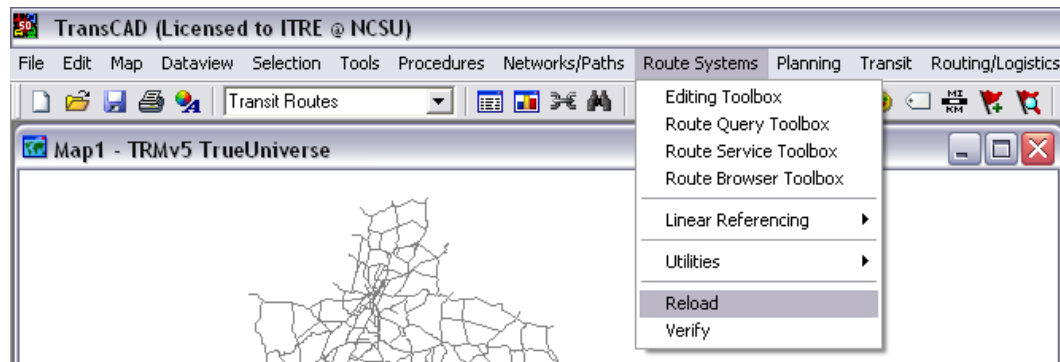 TransCAD (Licensed to ITRE @ NCSU)
File Edit Map Dataview Selection Tools Procedures Networks/Paths Route Systems Planning Transit Routing/Logistics
Transit Routes
MI
KM
Map1 - TRMv5 TrueUniverse
Editing Toolbox
Route Query Toolbox
Route Service Toolbox
Route Browser Toolbox
Linear Referencing
Utilities
Reload
Verify